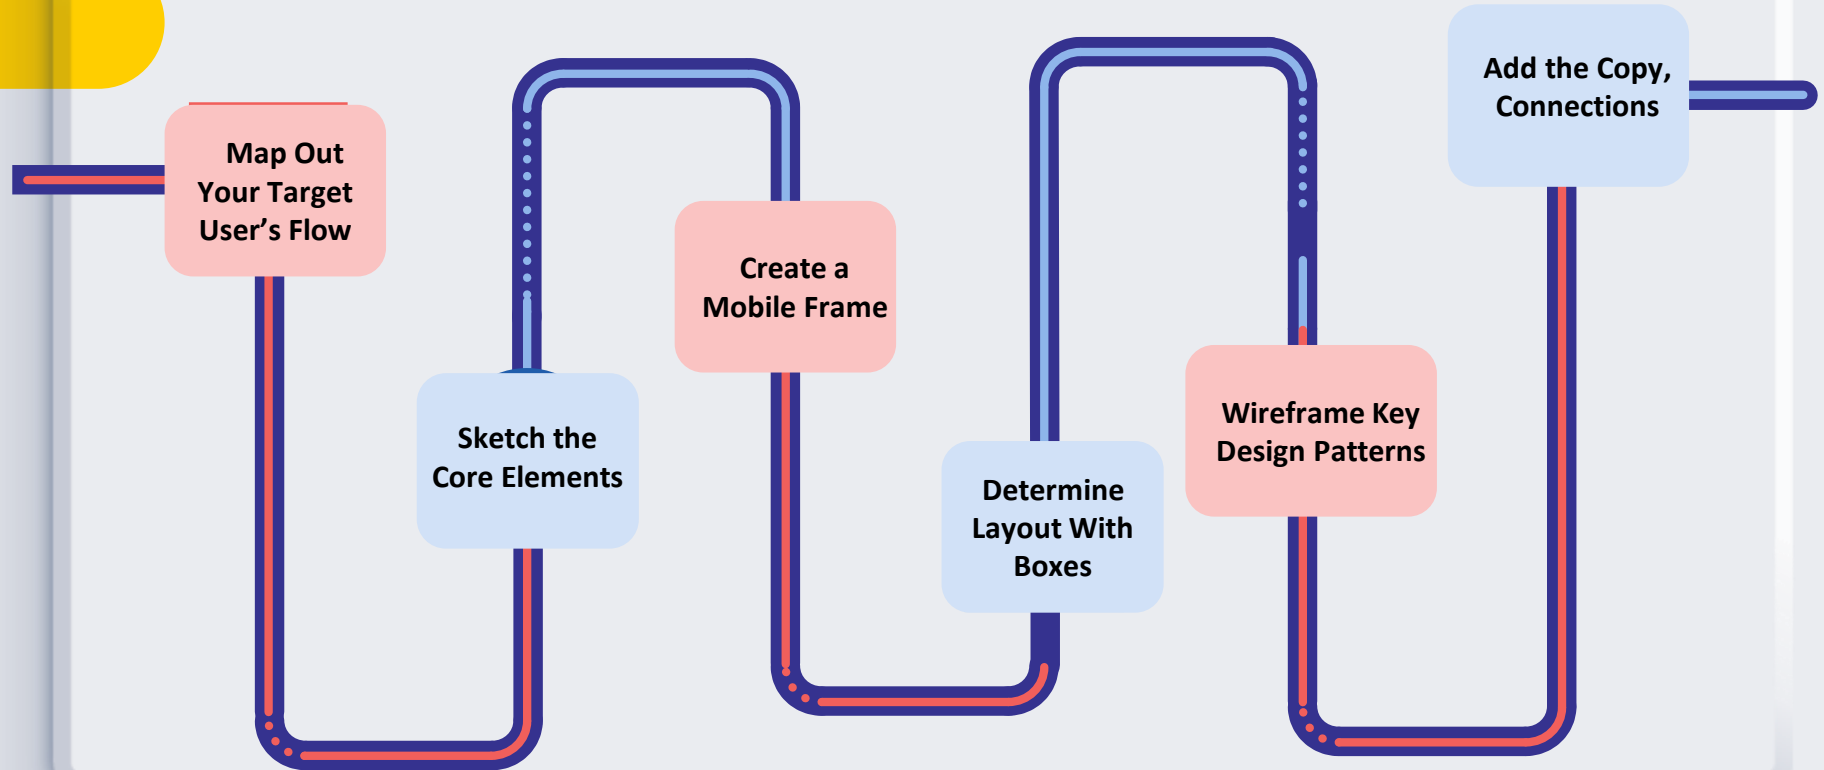 Map Out
Your Target
User’s Flow
Sketch the
Core Elements
Create a
Mobile Frame
Determine
Layout With
Boxes
Wireframe Key
Design Patterns
Add the Copy,
Connections